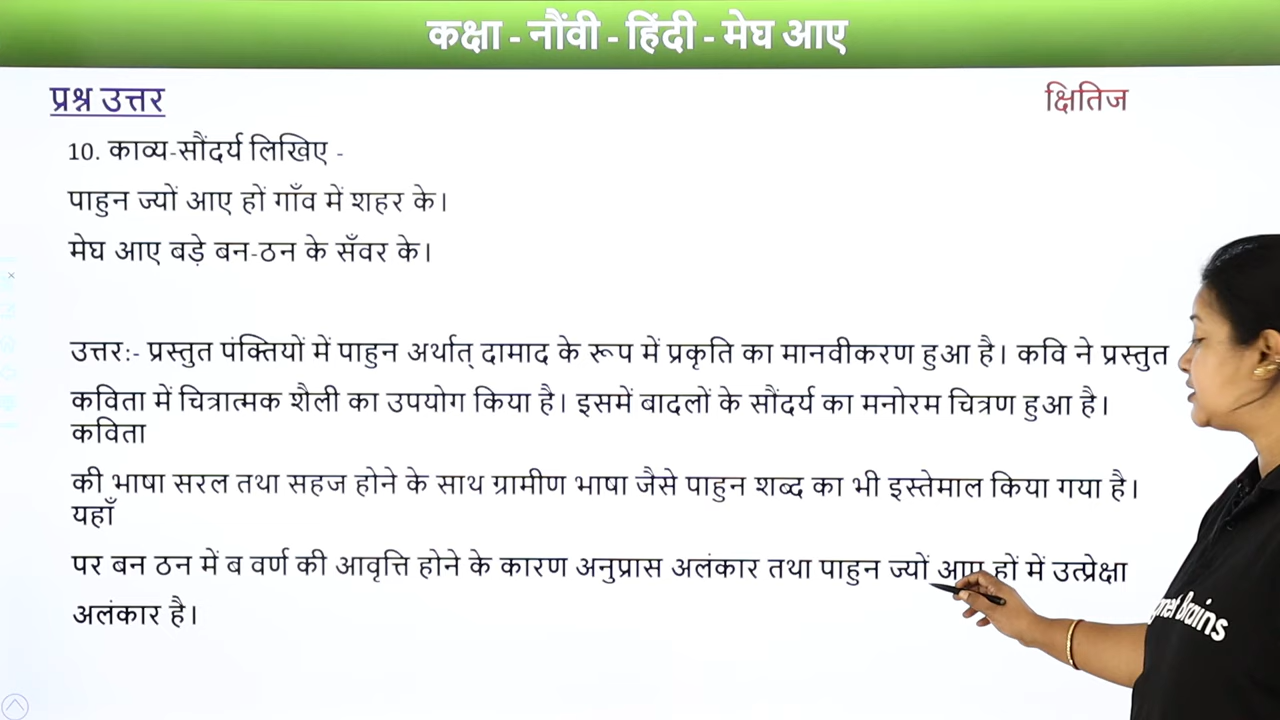 कक्षा - नौंवी - हिंदी - मेघ आए
प्रश्न उत्तर
क्षितिज
10. काव्य-सौंदर्य लिखिए -
पाहुन ज्यों आए हों गाँव में शहर के।
मेघ आए बड़े बन-ठन के सँवर के।
उत्तर:- प्रस्तुत पंक्तियों में पाहुन अर्थात् दामाद के रूप में प्रकृति का मानवीकरण हुआ है। कवि ने प्रस्तुत
कविता में चित्रात्मक शैली का उपयोग किया है। इसमें बादलों के सौंदर्य का मनोरम चित्रण हुआ है।
कविता
की भाषा सरल तथा सहज होने के साथ ग्रामीण भाषा जैसे पाहुन शब्द का भी इस्तेमाल किया गया है।
यहाँ
पर बन ठन में ब वर्ण की आवृत्ति होने के कारण अनुप्रास अलंकार तथा पाहुन ज्यों आए हों में उत्प्रेक्षा
अलंकार है।
Brains